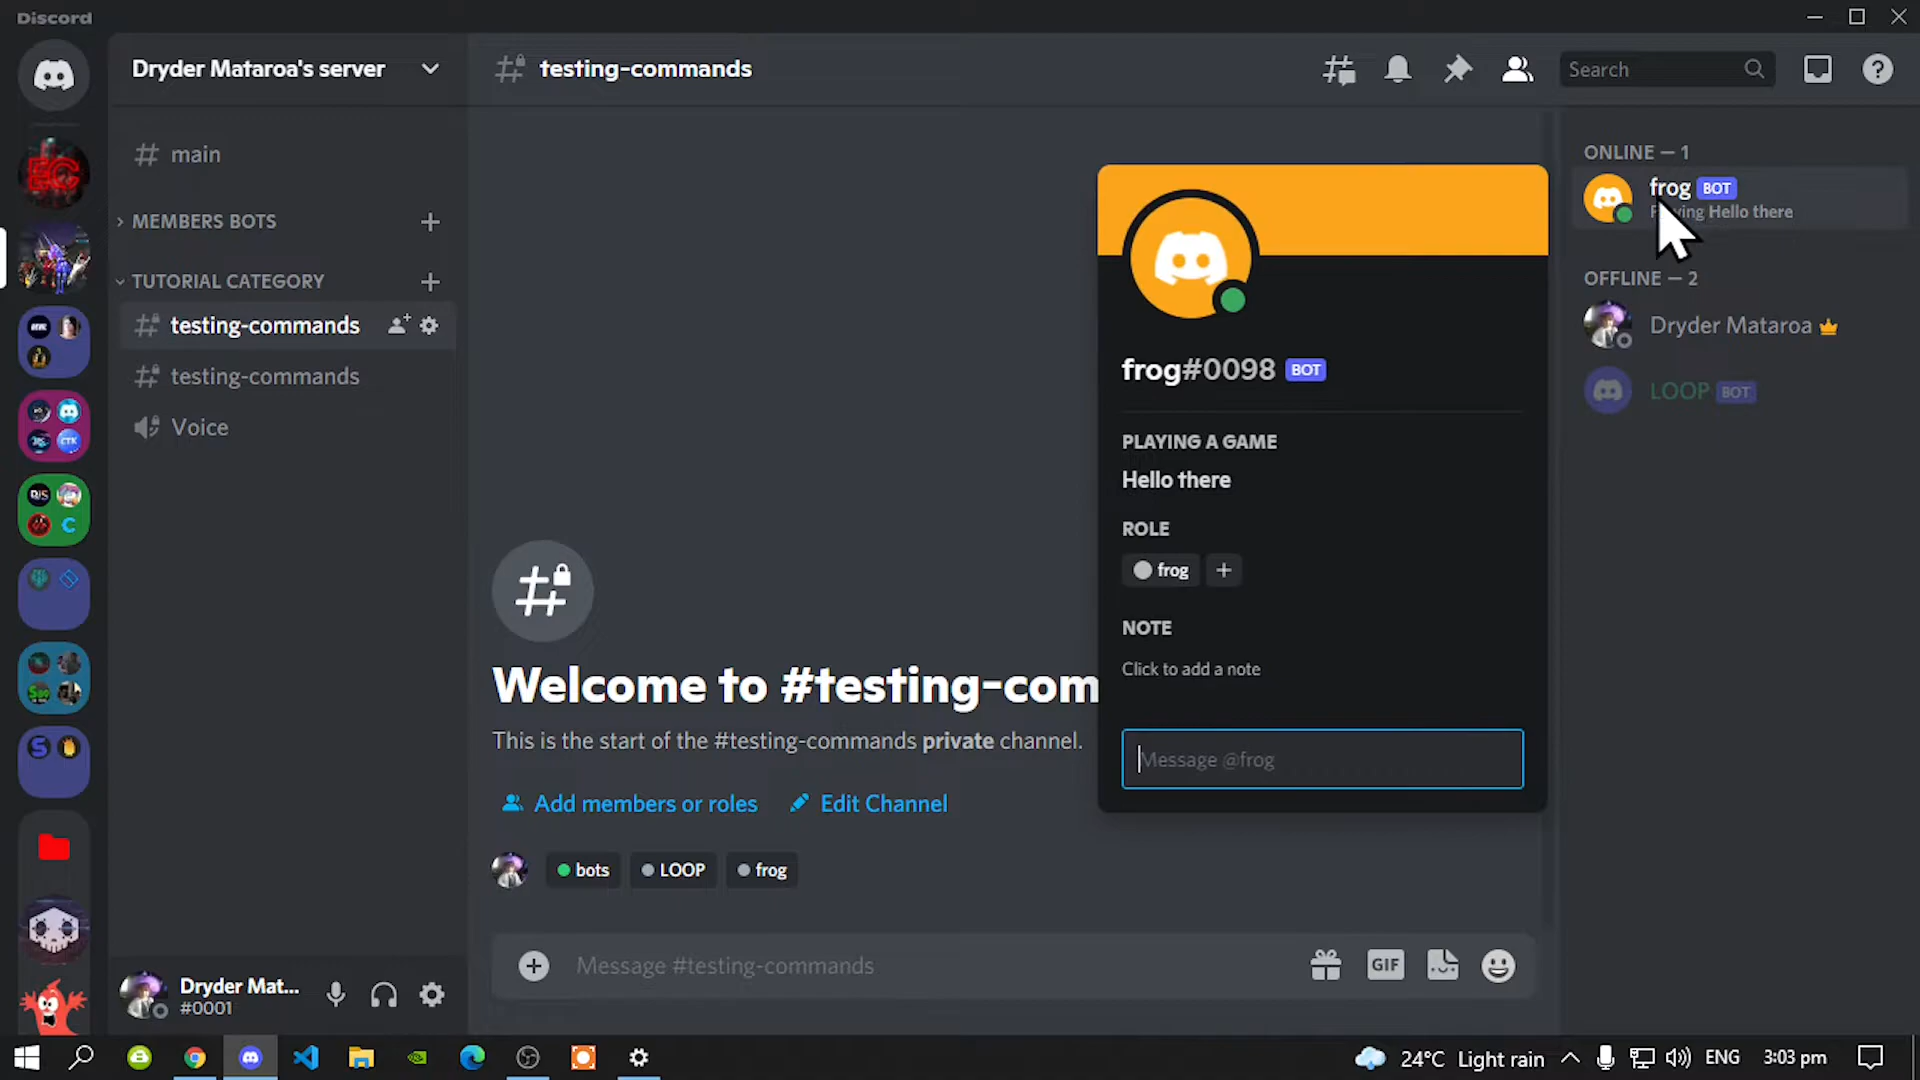 Discord
Dryder Mataroa's server
testing-commands
Search
main
MEMBERS BOTS
TUTORIAL CATEGORY
testing-commands
testing-commands
Voice
EC
CTK
C
S
Welcome to #testing-com
This is the start of the #testing-commands private channel.
Add members or roles
Edit Channel
bots
LOOP
frog
Message #testing-commands
GIF
frog#0098 BOT
PLAYING A GAME
Hello there
ROLE
frog
NOTE
Click to add a note
Message @frog
ONLINE — 1
frog BOT
Hello there
OFFLINE — 2
Dryder Mataroa
LOOP BOT
Dryder Mat...
#0001
24°C Light rain
ENG
3:03 pm